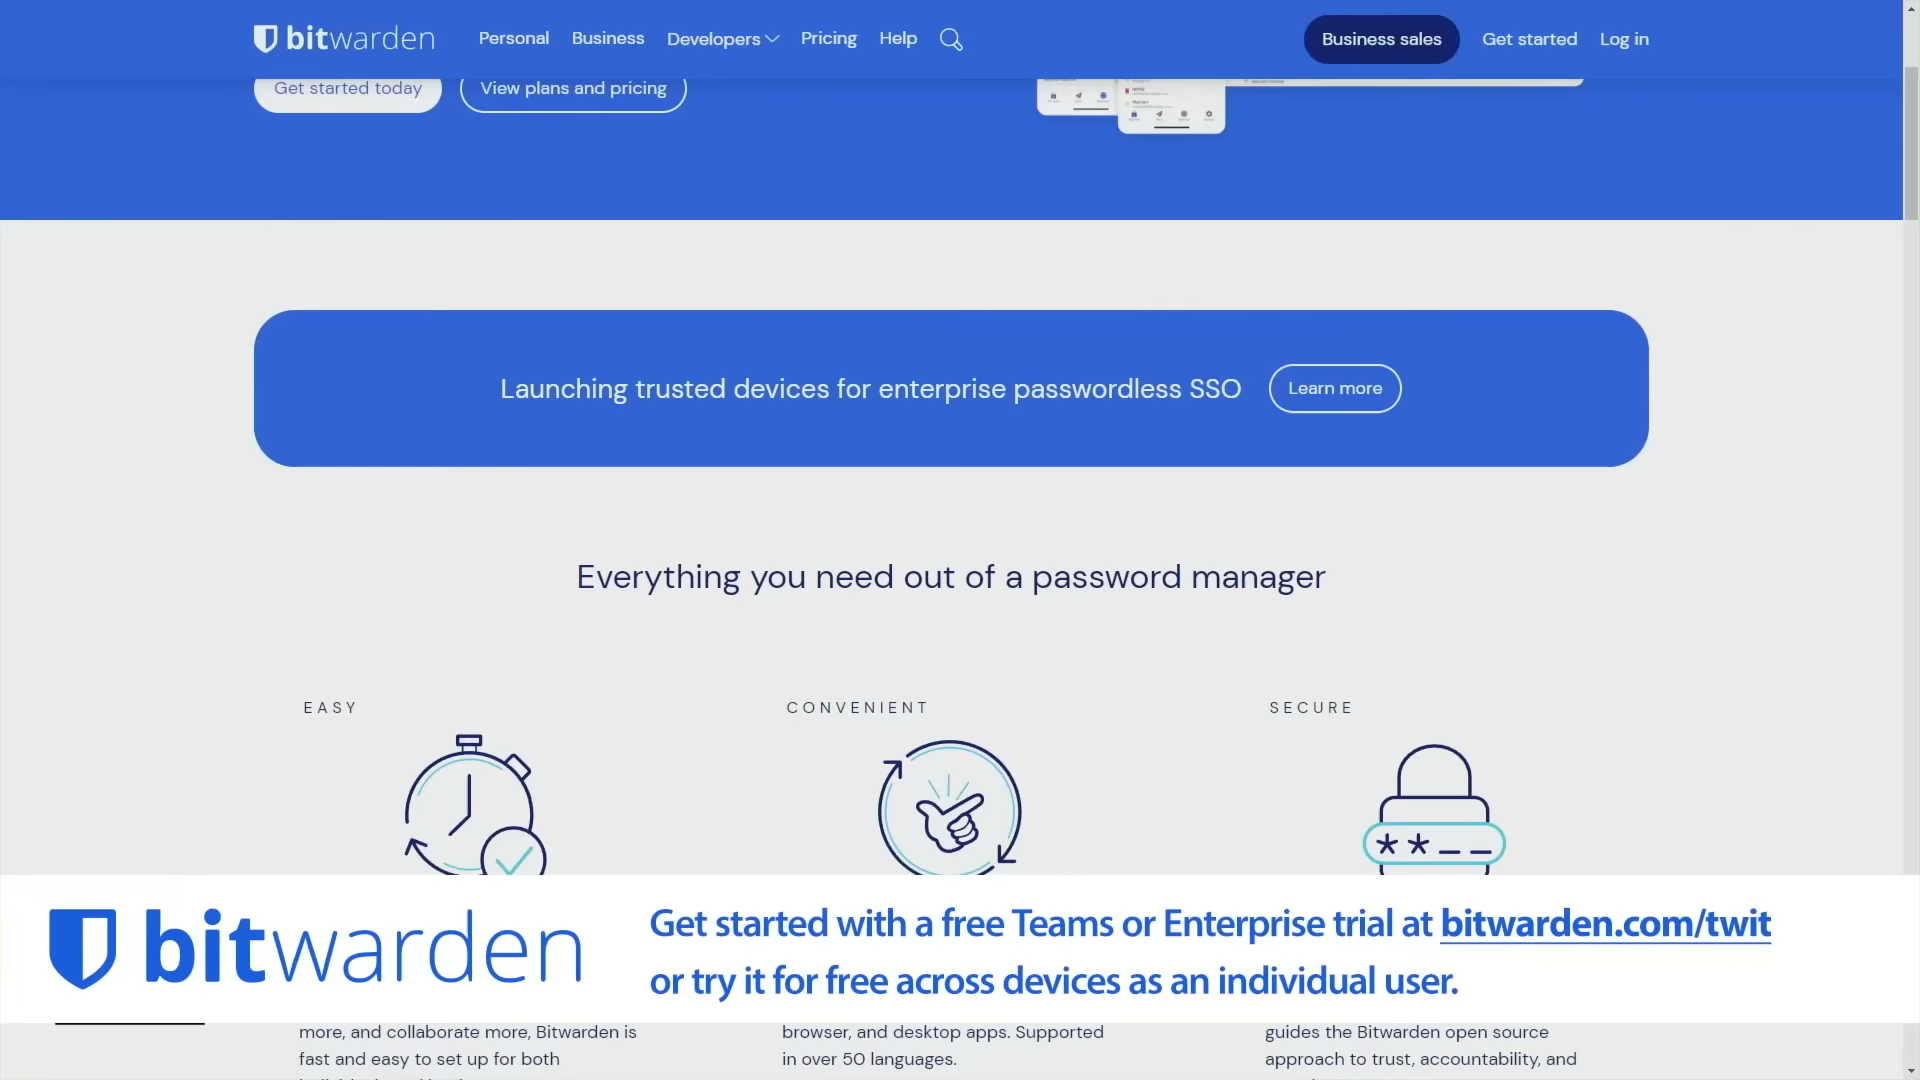 bitwarden
Personal
Business
Developers
Pricing
Help
Business sales
Get started
Log in
Get started today
View plans and pricing
Launching trusted devices for enterprise passwordless SSO
Learn more
Everything you need out of a password manager
EASY
CONVENIENT
SECURE
bitwarden
Get started with a free Teams or Enterprise trial at bitwarden.com/twit
or try it for free across devices as an individual user.
more, and collaborate more, Bitwarden is
fast and easy to set up for both
browser, and desktop apps. Supported
in over 50 languages.
guides the Bitwarden open source
approach to trust, accountability, and